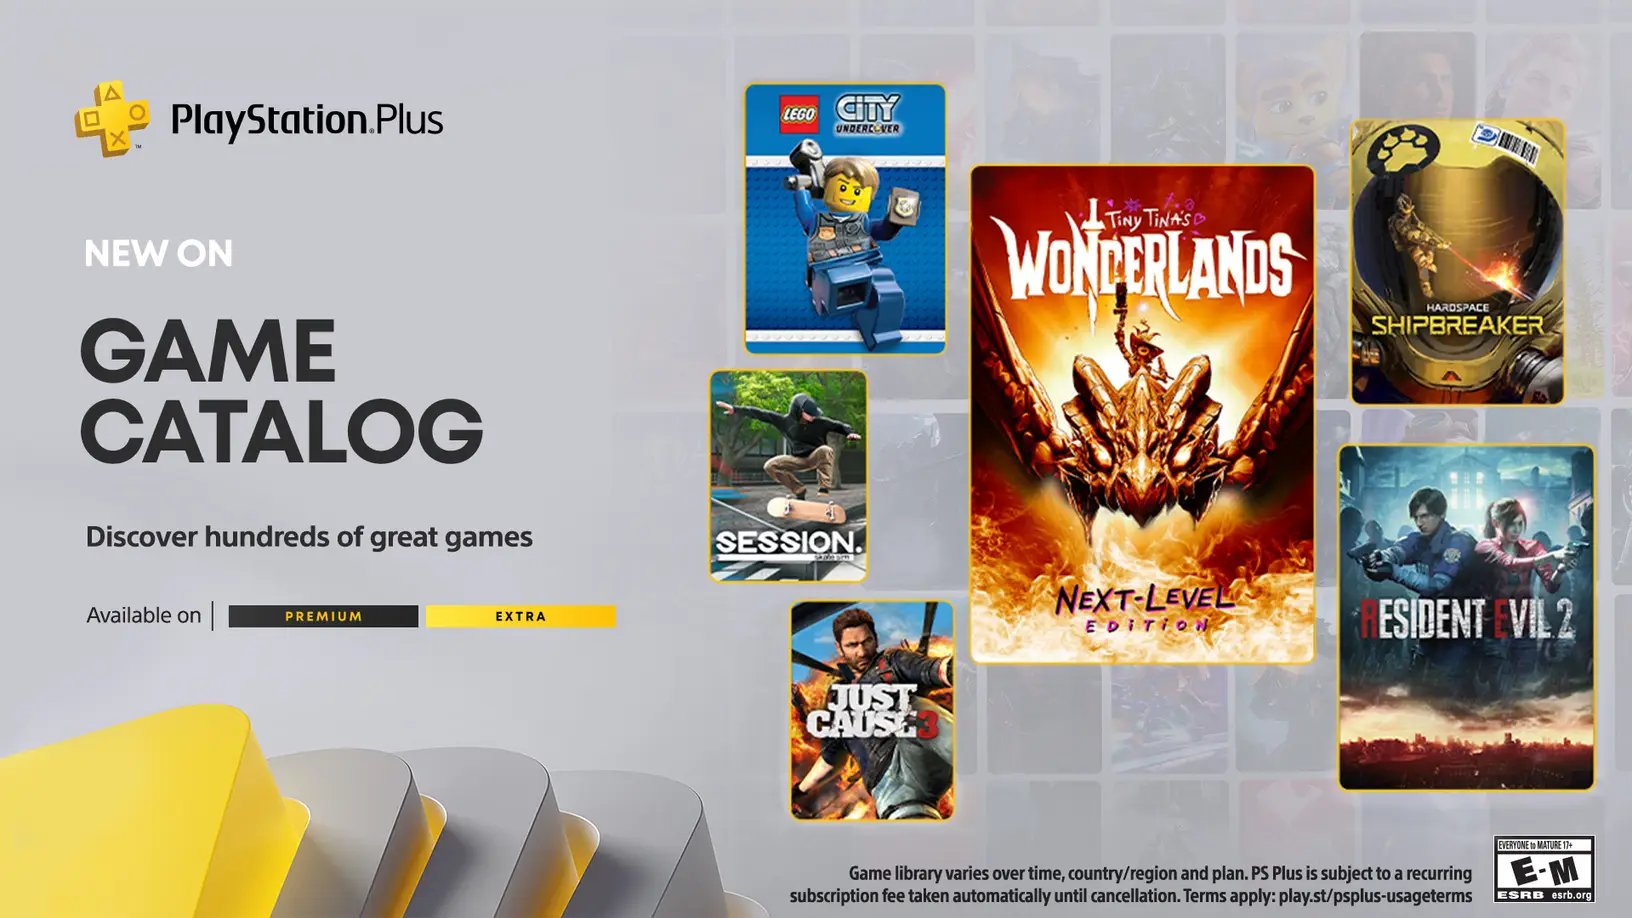 PlayStation.Plus
NEW ON
GAME
CATALOG
Discover hundreds of great games
Available on
PREMIUM
EXTRA
LEGO
CITY
UNDERCOVER
TINY TINA'S
WONDERLANDS
NEXT-LEVEL
EDITION
HARDSPACE
SHIPBREAKER
SESSION.
skate sim
JUST
CAUSE 3
RESIDENT EVIL 2
Game library varies over time, country/region and plan. PS Plus is subject to a recurring
subscription fee taken automatically until cancellation. Terms apply: play.st/psplus-usageterms
EVERYONE to MATURE 17+
E-M
ESRB esrb.org